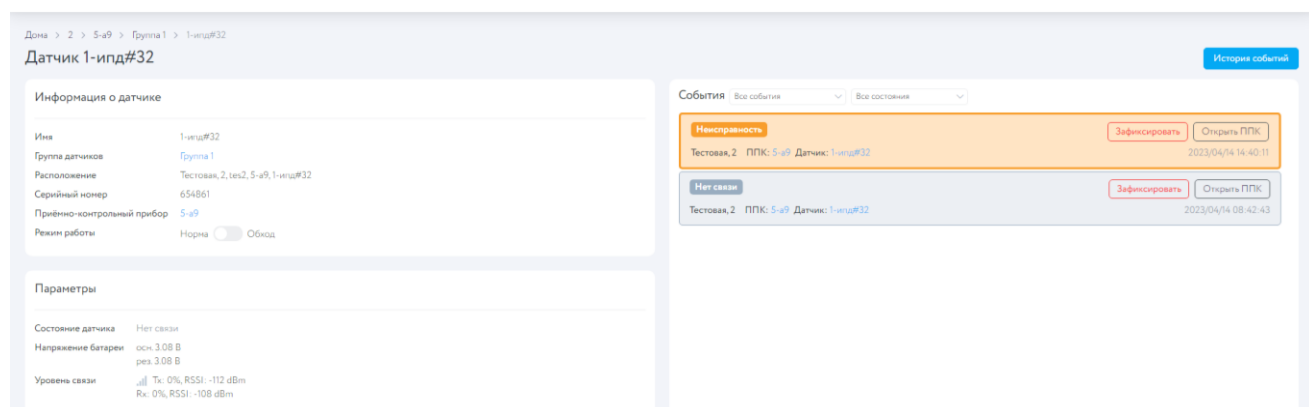 Дома > 2 > 5-a9 > Группа 1 > 1-ипд#32
Датчик 1-ипд#32
История событий
Информация о датчике
Имя 1-ипд#32
Группа датчиков Группа 1
Расположение Тестовая, 2, tes2, 5-a9, 1-ипд#32
Серийный номер 654861
Приёмно-контрольный прибор 5-a9
Режим работы Норма Обход
Параметры
Состояние датчика Нет связи
Напряжение батареи осн. 3.08 В
рез. 3.08 В
Уровень связи Tx: 0%, RSSI: -112 dBm
Rx: 0%, RSSI: -108 dBm
События Все события Все состояния
Неисправность Зафиксировать Открыть ППК
Тестовая, 2 ППК: 5-a9 Датчик: 1-ипд#32 2023/04/14 14:40:11
Нет связи Зафиксировать Открыть ППК
Тестовая, 2 ППК: 5-a9 Датчик: 1-ипд#32 2023/04/14 08:42:43